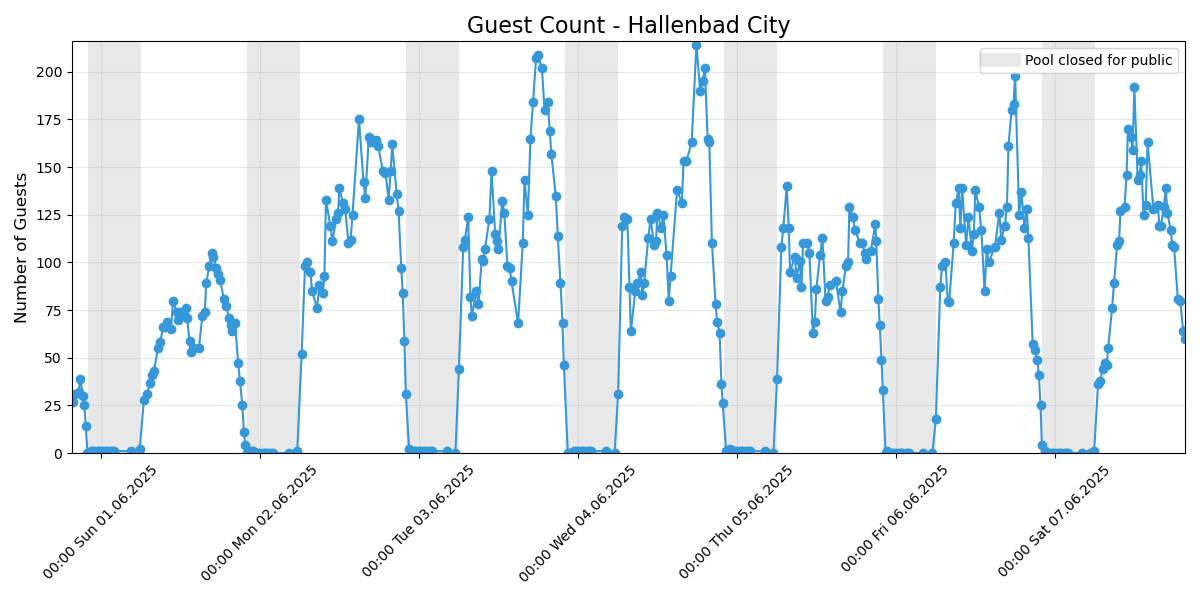 Guest Count - Hallenbad City
Pool closed for public
Number of Guests
200
175
150
125
100
75
50
25
0
00:00 Sun 01.06.2025
00:00 Mon 02.06.2025
00:00 Tue 03.06.2025
00:00 Wed 04.06.2025
00:00 Thu 05.06.2025
00:00 Fri 06.06.2025
00:00 Sat 07.06.2025